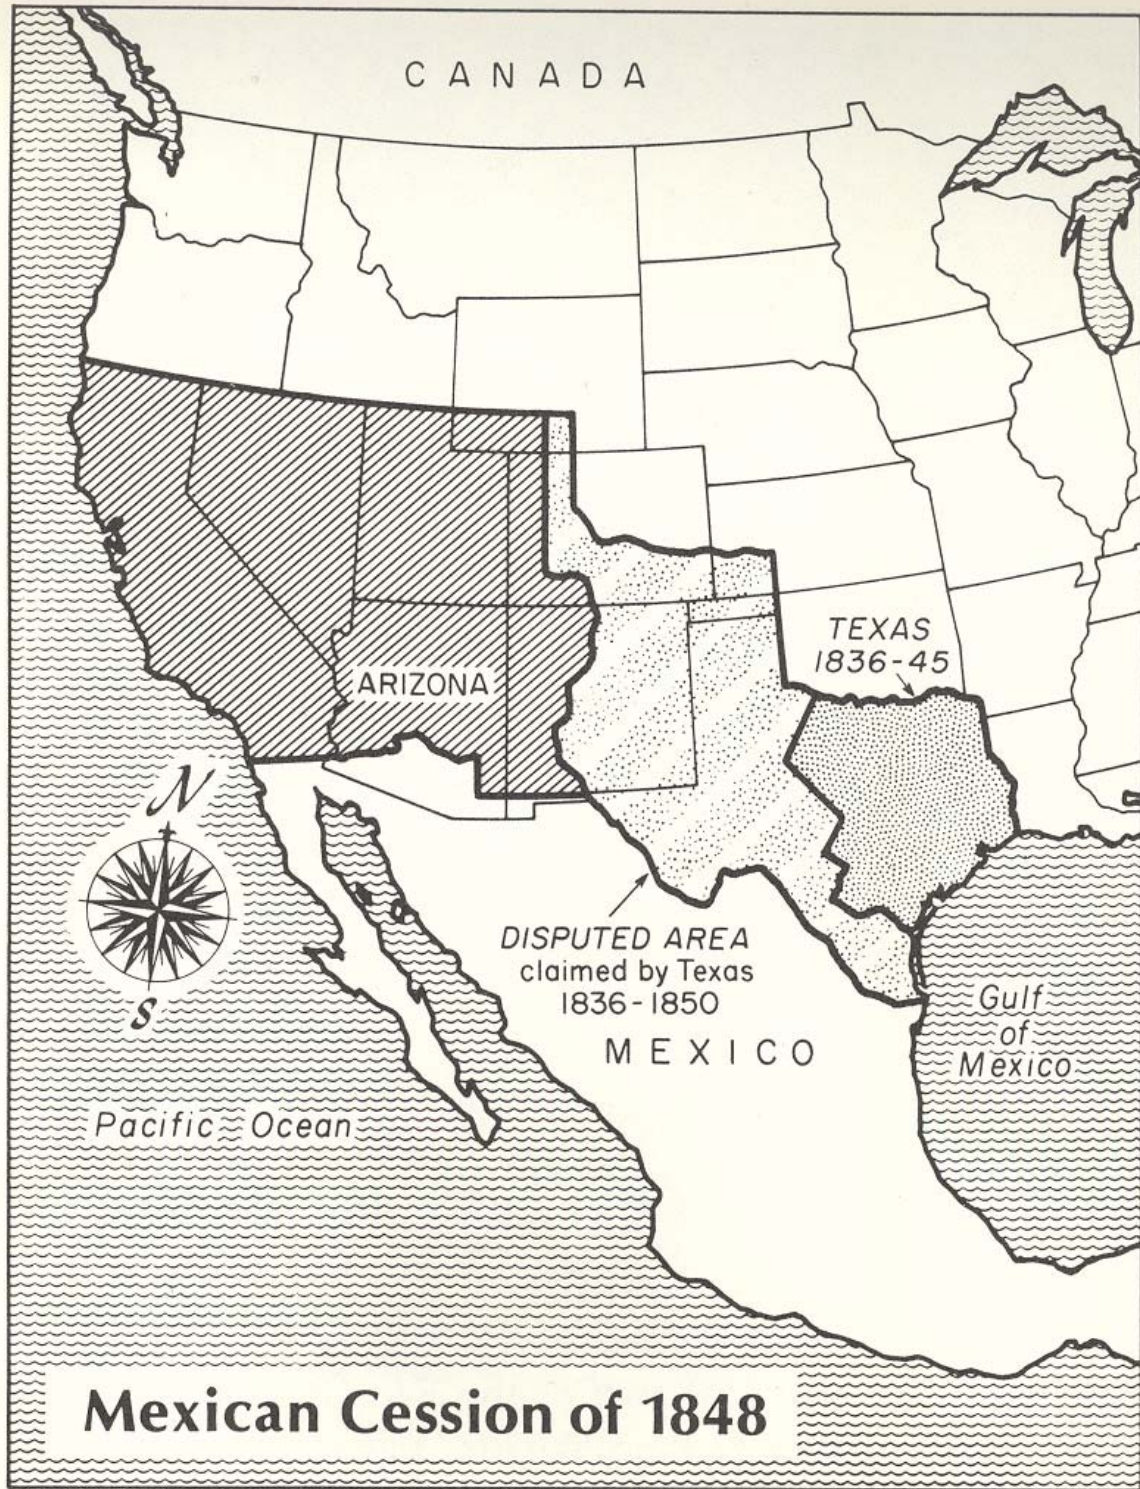 CANADA
TEXAS
1836-45
ARIZONA
N
S
DISPUTED AREA
claimed by Texas
1836-1850
MEXICO
Gulf
of
Mexico
Pacific Ocean
Mexican Cession of 1848